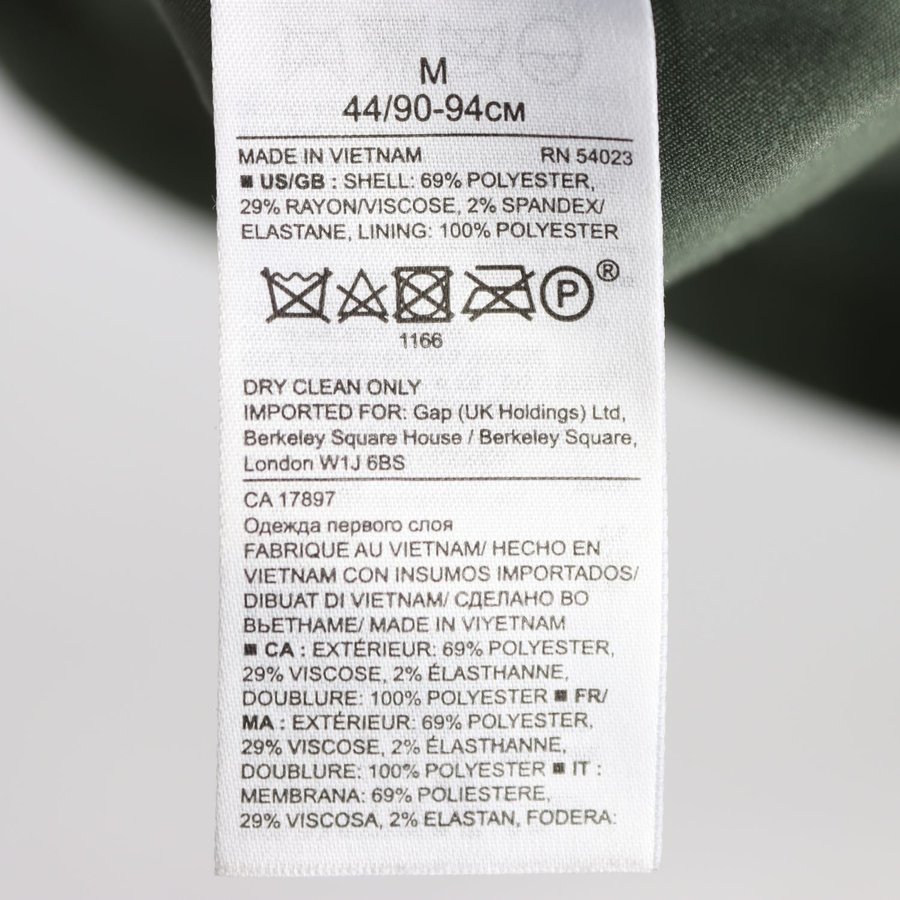 M
44/90-94см
MADE IN VIETNAM RN 54023
■ US/GB : SHELL: 69% POLYESTER,
29% RAYON/VISCOSE, 2% SPANDEX/
ELASTANE, LINING: 100% POLYESTER
P ®
1166
DRY CLEAN ONLY
IMPORTED FOR: Gap (UK Holdings) Ltd,
Berkeley Square House / Berkeley Square,
London W1J 6BS
CA 17897
Одежда первого слоя
FABRIQUE AU VIETNAM/ HECHO EN
VIETNAM CON INSUMOS IMPORTADOS/
DIBUAT DI VIETNAM/ СДЕЛАНО ВО
ВЬЕТНАМЕ/ MADE IN VIYETNAM
■ CA : EXTÉRIEUR: 69% POLYESTER,
29% VISCOSE, 2% ÉLASTHANNE,
DOUBLURE: 100% POLYESTER ■ FR/
MA : EXTÉRIEUR: 69% POLYESTER,
29% VISCOSE, 2% ÉLASTHANNE,
DOUBLURE: 100% POLYESTER ■ IT :
MEMBRANA: 69% POLIESTERE,
29% VISCOSA, 2% ELASTAN, FODERA: